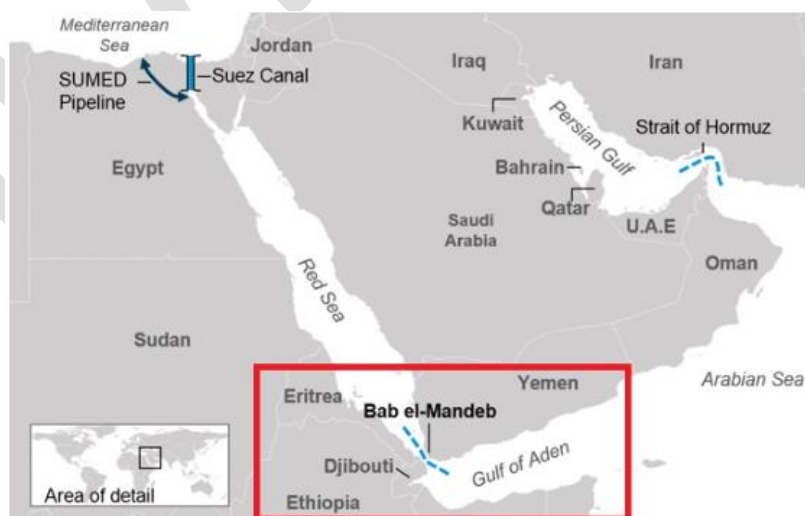 Mediterranean
Sea
Jordan
Iraq
Iran
SUMED
Pipeline
Suez Canal
Kuwait
Persian Gulf
Strait of Hormuz
Egypt
Bahrain
Qatar
Saudi
Arabia
U.A.E
Oman
Red Sea
Sudan
Arabian Sea
Eritrea
Yemen
Bab el-Mandeb
Djibouti
Gulf of Aden
Ethiopia
Area of detail